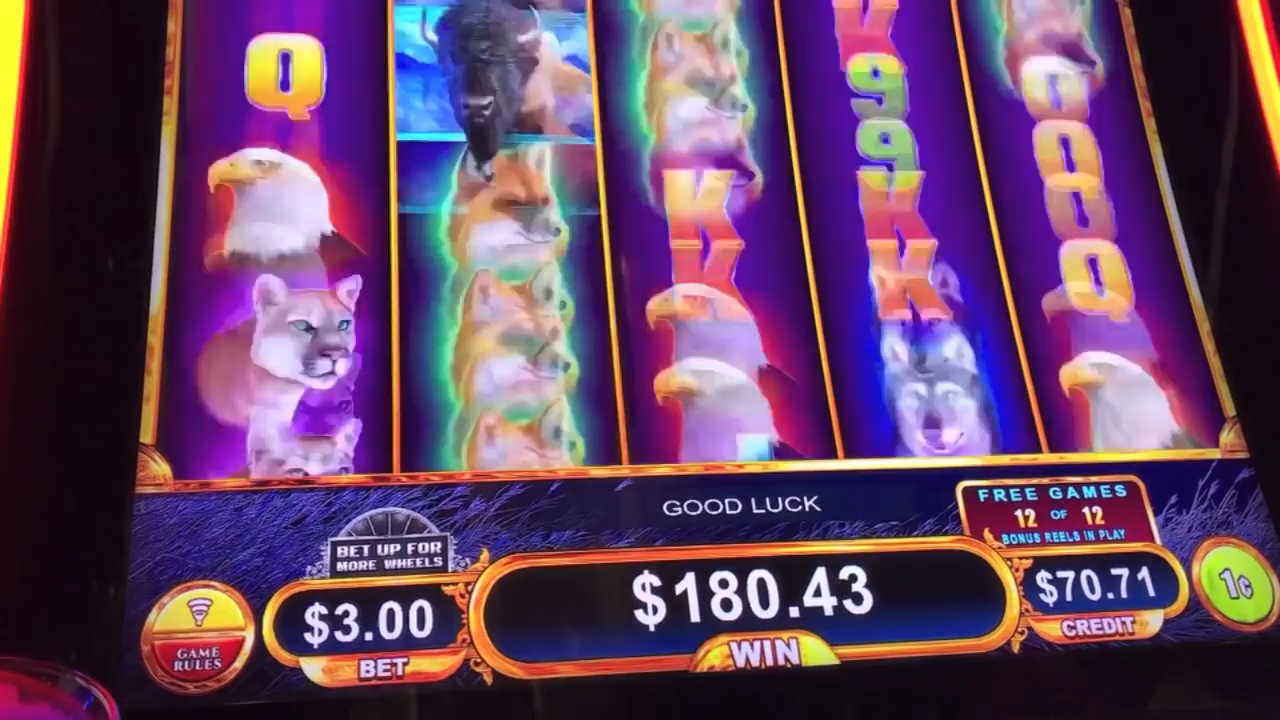 Q
K
9
9
K
K
K
K
Q
Q
Q
GOOD LUCK
FREE GAMES
12 OF 12
BONUS REELS IN PLAY
BET UP FOR
MORE WHEELS
$3.00
BET
$180.43
WIN
$70.71
CREDIT
1¢
GAME
RULES